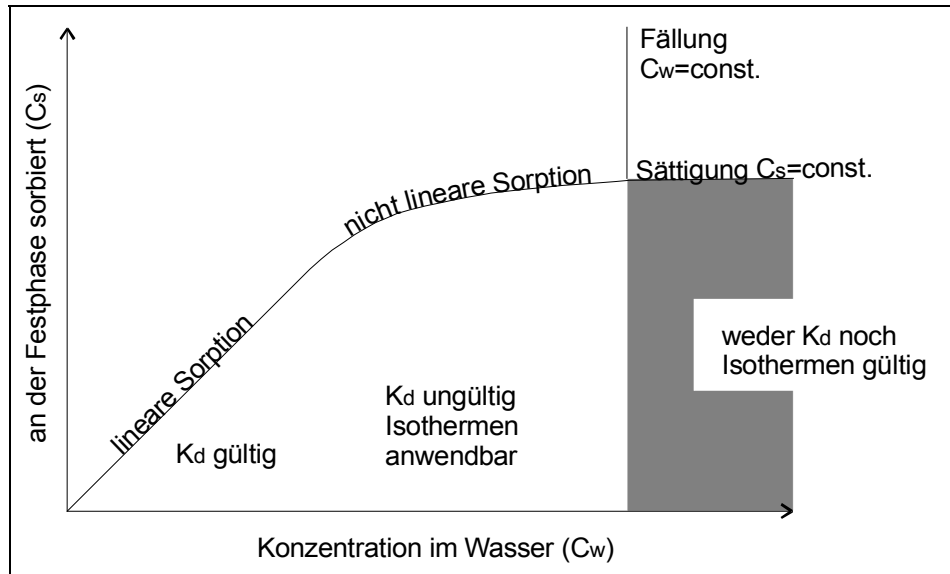 Fällung
Cw=const.
an der Festphase sorbiert (Cs)
nicht lineare Sorption
Sättigung Cs=const.
lineare Sorption
weder Kd noch
Isothermen gültig
Kd ungültig
Isothermen
anwendbar
Kd gültig
Konzentration im Wasser (Cw)